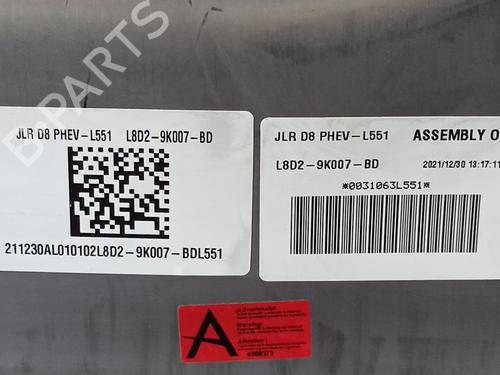 JLR D8 PHEV-L551 L8D2-9K007-BD
211230AL010102L8D2-9K007-BDL551
JLR D8 PHEV-L551 ASSEMBLY O
L8D2-9K007-BD 2021/12/30 13:17:11
*0031063L551*
A
Warning!
Attention !
B-PARTS